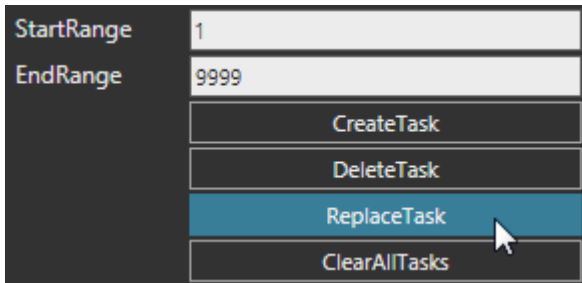 StartRange 1
EndRange 9999
CreateTask
DeleteTask
ReplaceTask
ClearAllTasks